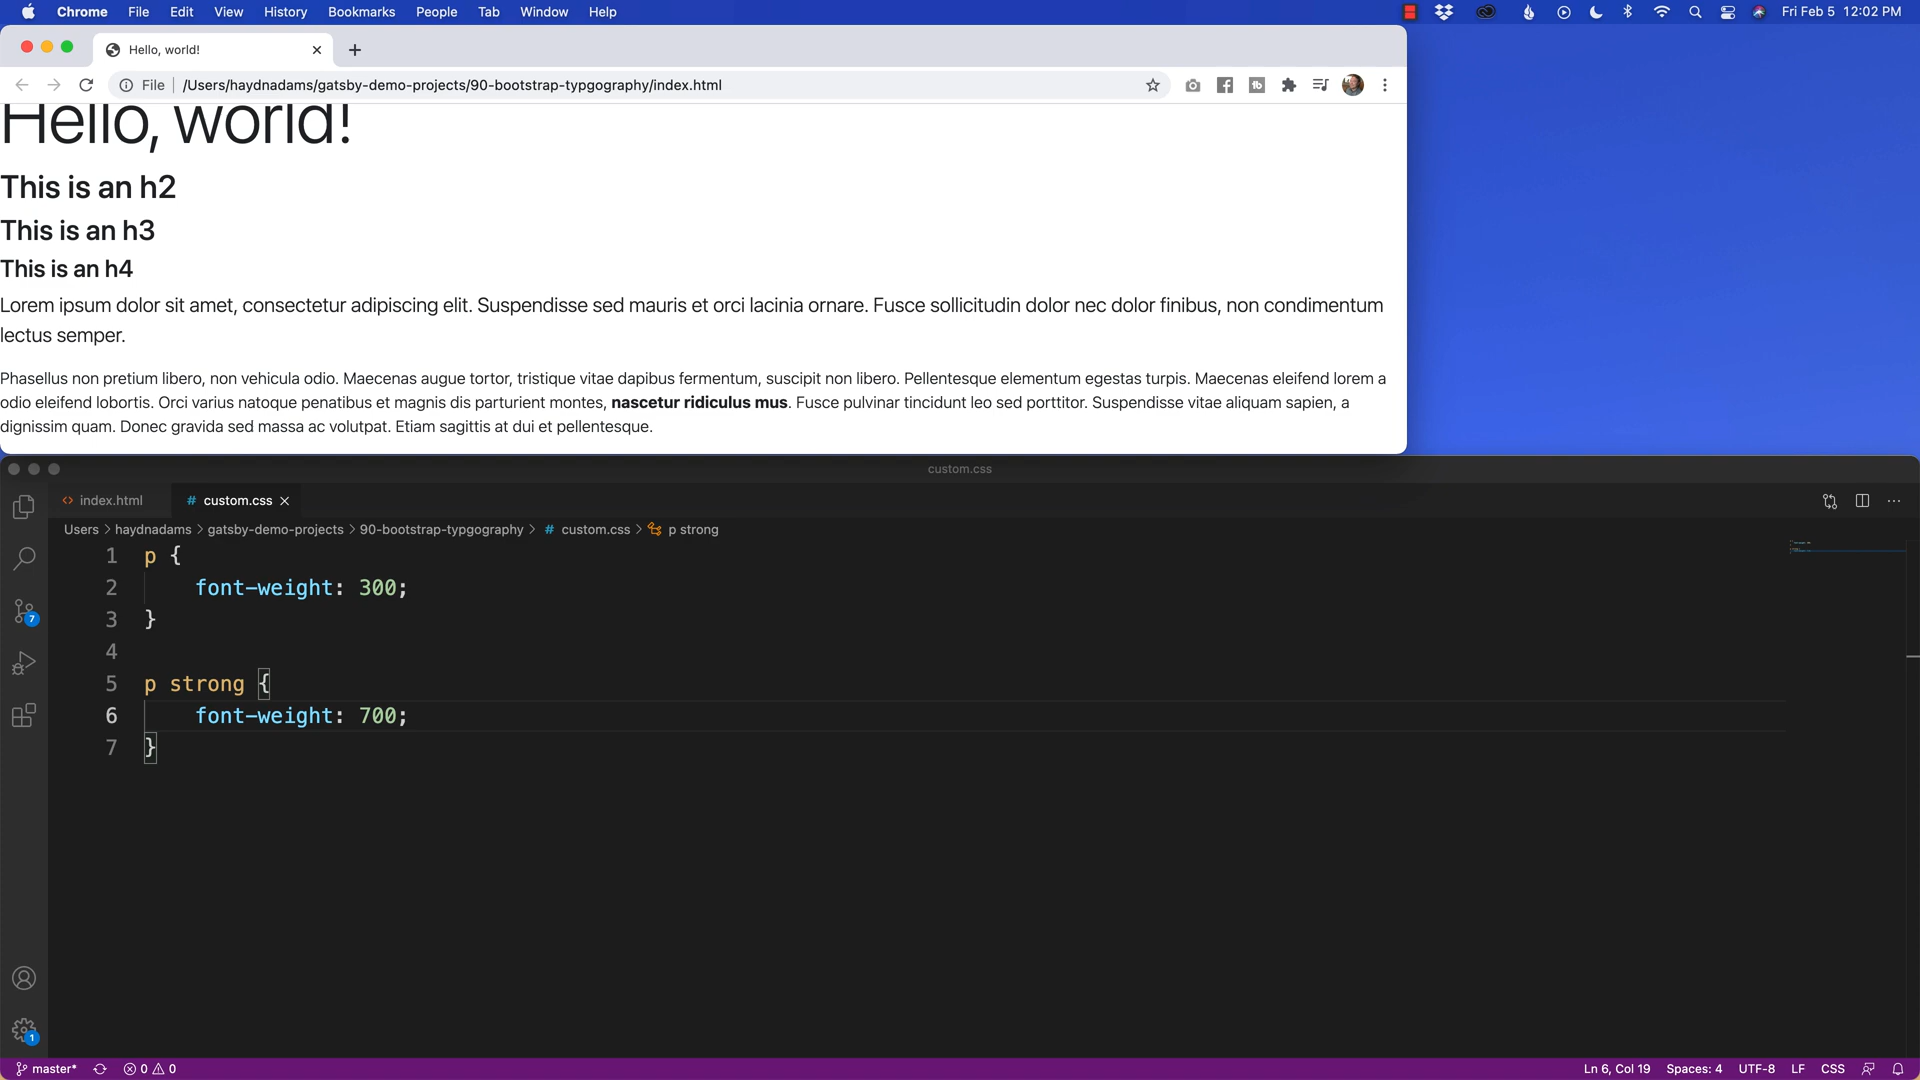 Chrome File Edit View History Bookmarks People Tab Window Help Fri Feb 5 12:02 PM
Hello, world!
File /Users/haydnadams/gatsby-demo-projects/90-bootstrap-typgography/index.html
Hello, world!
This is an h2
This is an h3
This is an h4
Lorem ipsum dolor sit amet, consectetur adipiscing elit. Suspendisse sed mauris et orci lacinia ornare. Fusce sollicitudin dolor nec dolor finibus, non condimentum
lectus semper.
Phasellus non pretium libero, non vehicula odio. Maecenas augue tortor, tristique vitae dapibus fermentum, suscipit non libero. Pellentesque elementum egestas turpis. Maecenas eleifend lorem a
odio eleifend lobortis. Orci varius natoque penatibus et magnis dis parturient montes, nascetur ridiculus mus. Fusce pulvinar tincidunt leo sed porttitor. Suspendisse vitae aliquam sapien, a
dignissim quam. Donec gravida sed massa ac volutpat. Etiam sagittis at dui et pellentesque.
custom.css
<> index.html # custom.css
Users > haydnadams > gatsby-demo-projects > 90-bootstrap-typgography > # custom.css > p strong
1 p {
2 font-weight: 300;
3 }
4
5 p strong {
6 font-weight: 700;
7 }
7
1
master* 0 0 Ln 6, Col 19 Spaces: 4 UTF-8 LF CSS